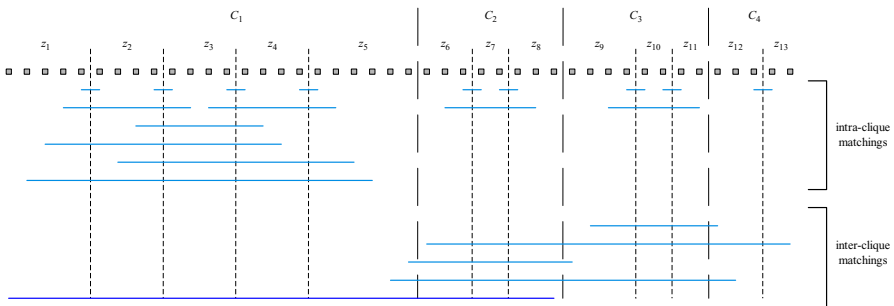 C₁ C₂ C₃ C₄
z₁ z₂ z₃ z₄ z₅ z₆ z₇ z₈ z₉ z₁₀ z₁₁ z₁₂ z₁₃
intra-clique
matchings
inter-clique
matchings